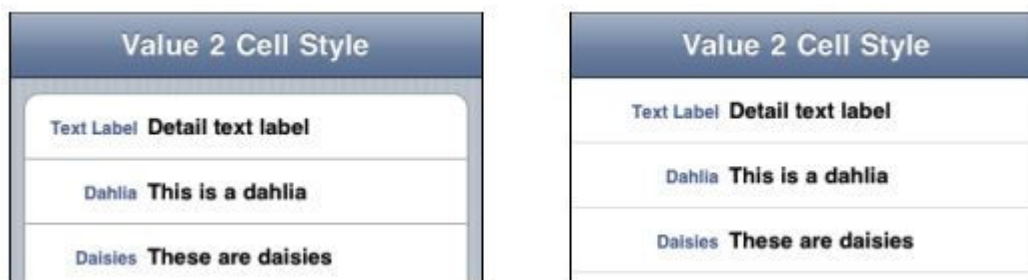 Value 2 Cell Style
Text Label Detail text label
Dahlia This is a dahlia
Daisies These are daisies
Value 2 Cell Style
Text Label Detail text label
Dahlia This is a dahlia
Daisies These are daisies